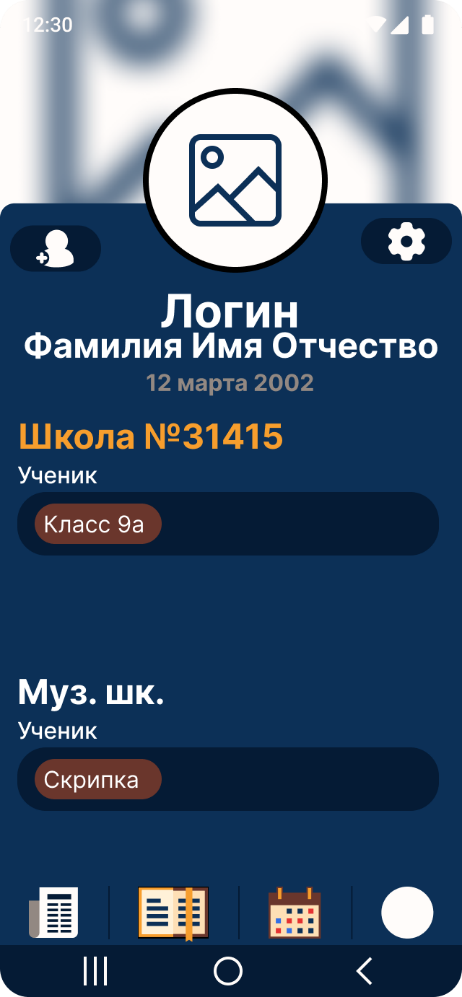 12:30
Логин
Фамилия Имя Отчество
12 марта 2002
Школа №31415
Ученик
Класс 9а
Муз. шк.
Ученик
Скрипка